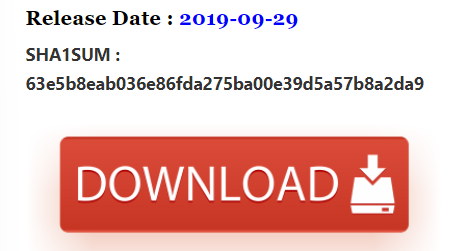 Release Date : 2019-09-29
SHA1SUM :
63e5b8eab036e86fda275ba00e39d5a57b8a2da9
DOWNLOAD